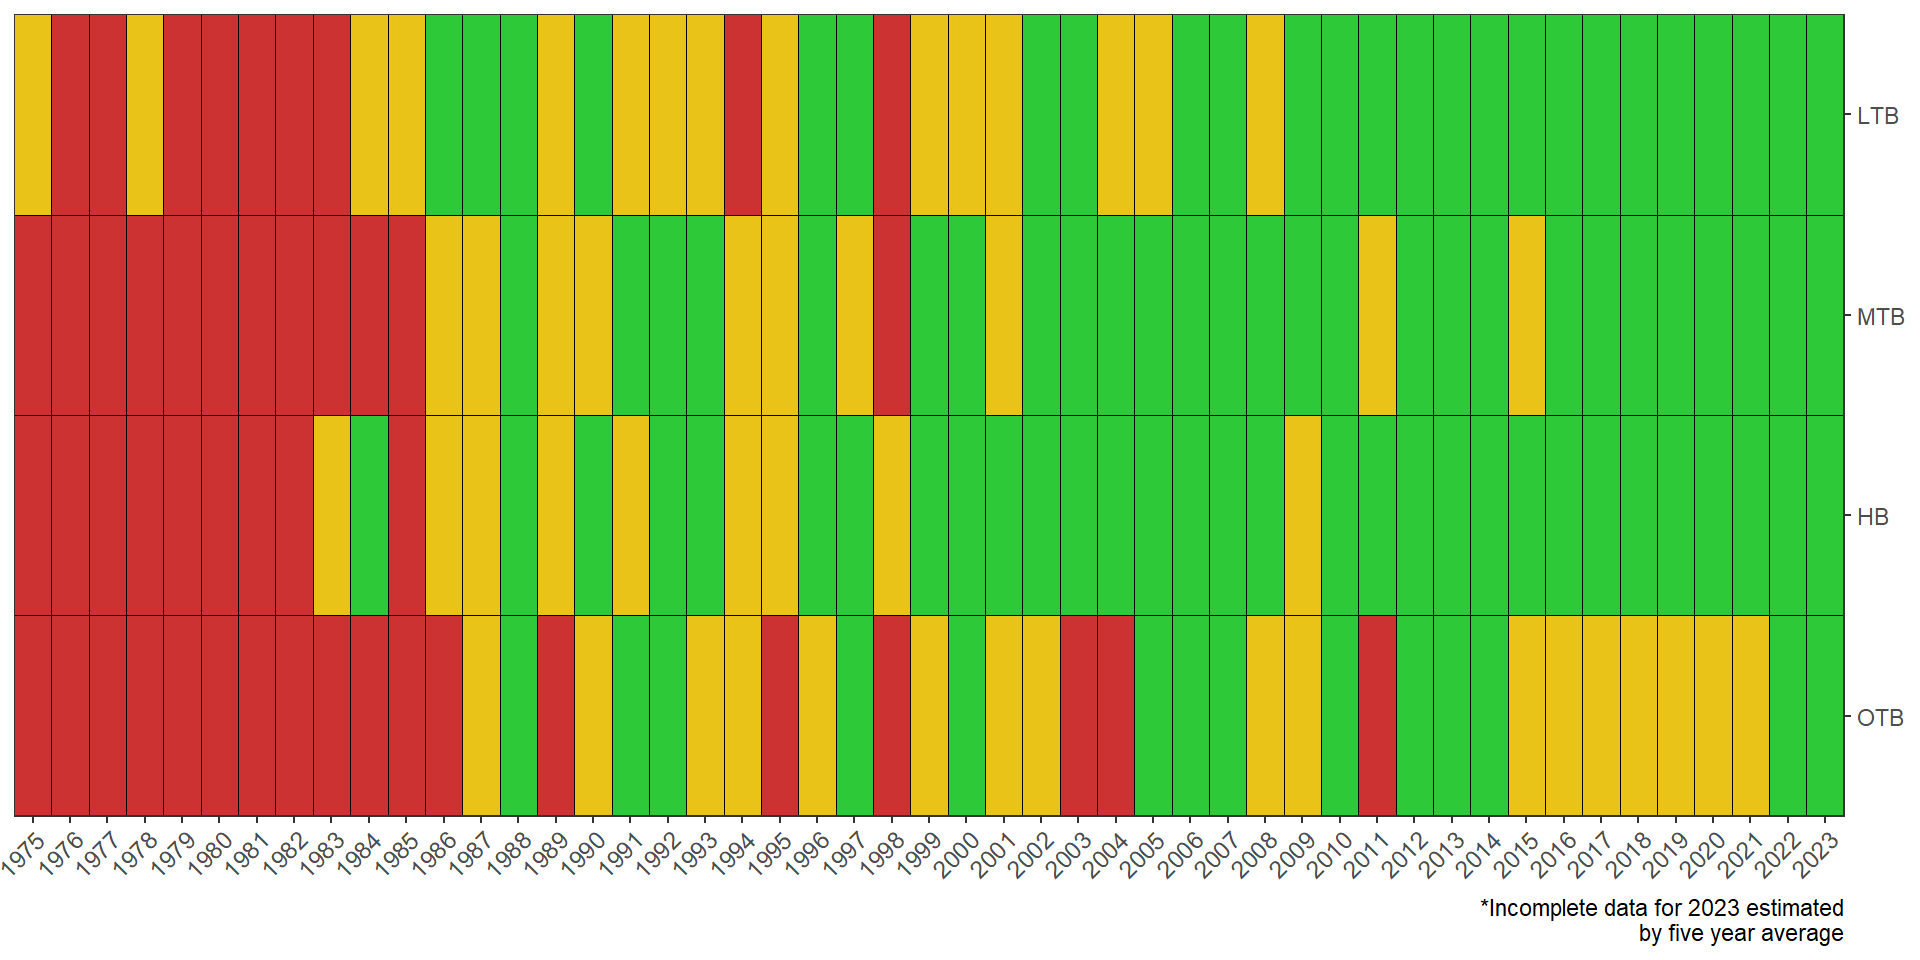 LTB
MTB
HB
OTB
1975 1976 1977 1978 1979 1980 1981 1982 1983 1984 1985 1986 1987 1988 1989 1990 1991 1992 1993 1994 1995 1996 1997 1998 1999 2000 2001 2002 2003 2004 2005 2006 2007 2008 2009 2010 2011 2012 2013 2014 2015 2016 2017 2018 2019 2020 2021 2022 2023
*Incomplete data for 2023 estimated
by five year average